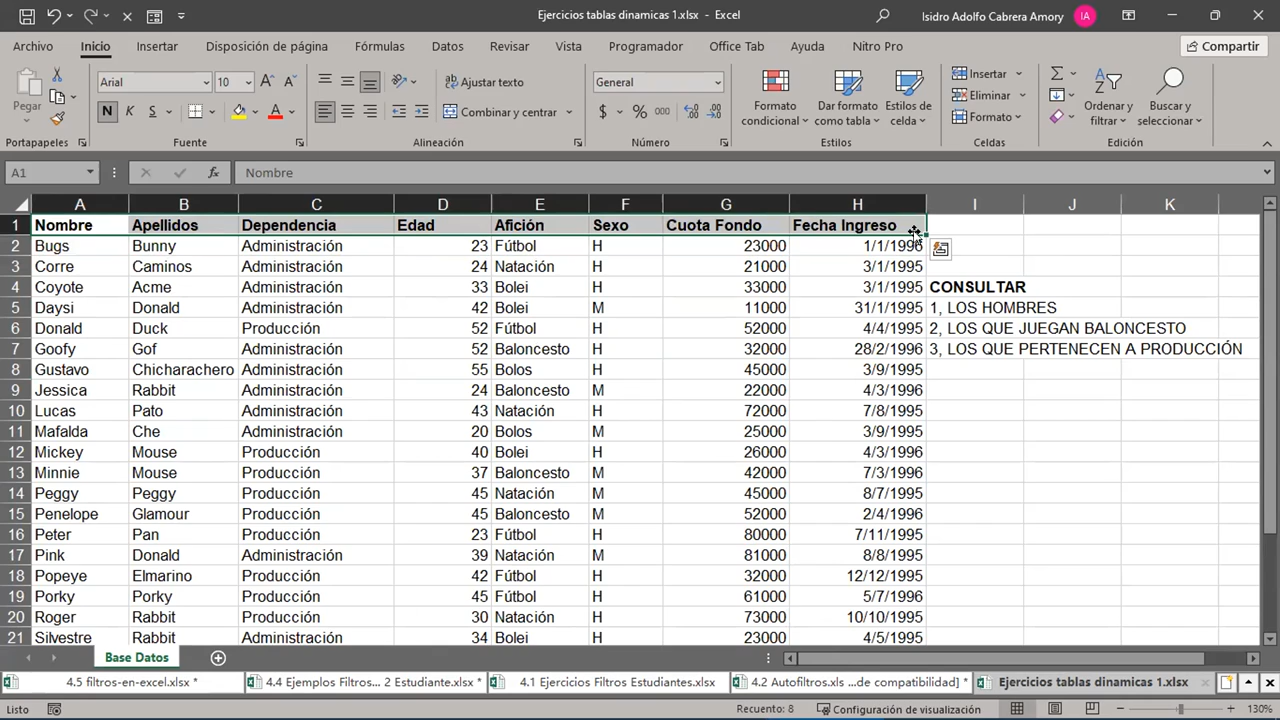 Ejercicios tablas dinamicas 1.xlsx - Excel
Isidro Adolfo Cabrera Amory IA
Archivo Inicio Insertar Disposición de página Fórmulas Datos Revisar Vista Programador Office Tab Ayuda Nitro Pro Compartir
Pegar
Arial 10
N K S
Ajustar texto
Combinar y centrar
General
$ % 000
Formato condicional
Dar formato como tabla
Estilos de celda
Insertar
Eliminar
Formato
Ordenar y filtrar
Buscar y seleccionar
Portapapeles Fuente Alineación Número Estilos Celdas Edición
A1 fx Nombre
A B C D E F G H I J K
1 Nombre Apellidos Dependencia Edad Afición Sexo Cuota Fondo Fecha Ingreso
2 Bugs Bunny Administración 23 Fútbol H 23000 1/1/1996
3 Corre Caminos Administración 24 Natación H 21000 3/1/1995
4 Coyote Acme Administración 33 Bolei H 33000 3/1/1995 CONSULTAR
5 Daysi Donald Administración 42 Bolei M 11000 31/1/1995 1, LOS HOMBRES
6 Donald Duck Producción 52 Fútbol H 52000 4/4/1995 2, LOS QUE JUEGAN BALONCESTO
7 Goofy Gof Administración 52 Baloncesto H 32000 28/2/1996 3, LOS QUE PERTENECEN A PRODUCCIÓN
8 Gustavo Chicharachero Administración 55 Bolos H 45000 3/9/1995
9 Jessica Rabbit Administración 24 Baloncesto M 22000 4/3/1996
10 Lucas Pato Administración 43 Natación H 72000 7/8/1995
11 Mafalda Che Administración 20 Bolos M 25000 3/9/1995
12 Mickey Mouse Producción 40 Bolei H 26000 4/3/1996
13 Minnie Mouse Producción 37 Baloncesto M 42000 7/3/1996
14 Peggy Peggy Producción 45 Natación M 45000 8/7/1995
15 Penelope Glamour Producción 45 Baloncesto M 52000 2/4/1996
16 Peter Pan Producción 23 Fútbol H 80000 7/11/1995
17 Pink Donald Administración 39 Natación M 81000 8/8/1995
18 Popeye Elmarino Producción 42 Fútbol H 32000 12/12/1995
19 Porky Porky Producción 45 Fútbol H 61000 5/7/1996
20 Roger Rabbit Producción 30 Natación H 73000 10/10/1995
21 Silvestre Rabbit Administración 34 Bolei H 23000 4/5/1995
Base Datos
4.5 filtros-en-excel.xlsx * 4.4 Ejemplos Filtros... 2 Estudiante.xlsx * 4.1 Ejercicios Filtros Estudiantes.xlsx 4.2 Autofiltros.xls ...de compatibilidad] * Ejercicios tablas dinamicas 1.xlsx
Listo Recuento: 8 Configuración de visualización 130%